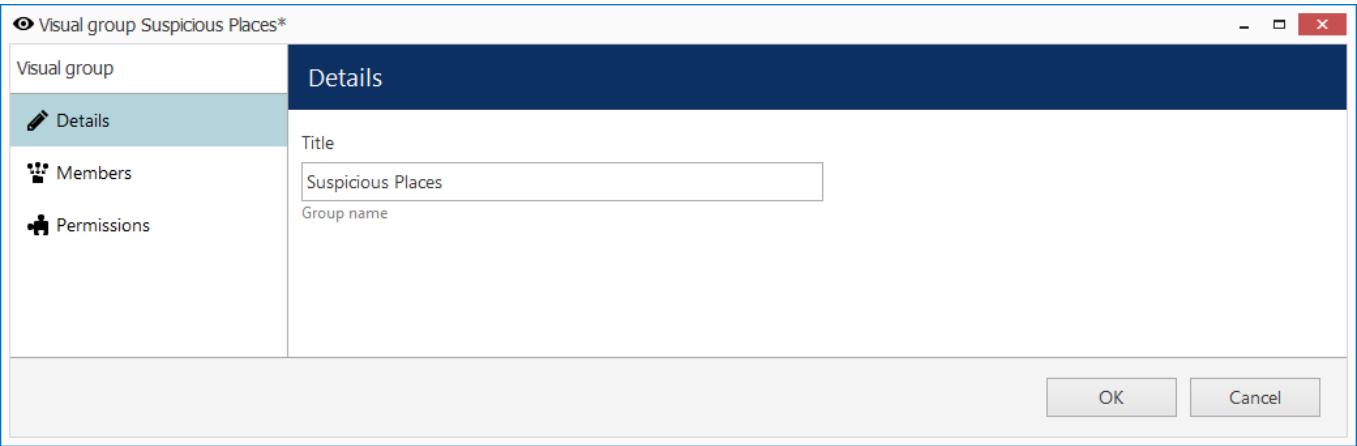 Visual group Suspicious Places*
Visual group
Details
Details
Members
Permissions
Title
Suspicious Places
Group name
OK
Cancel